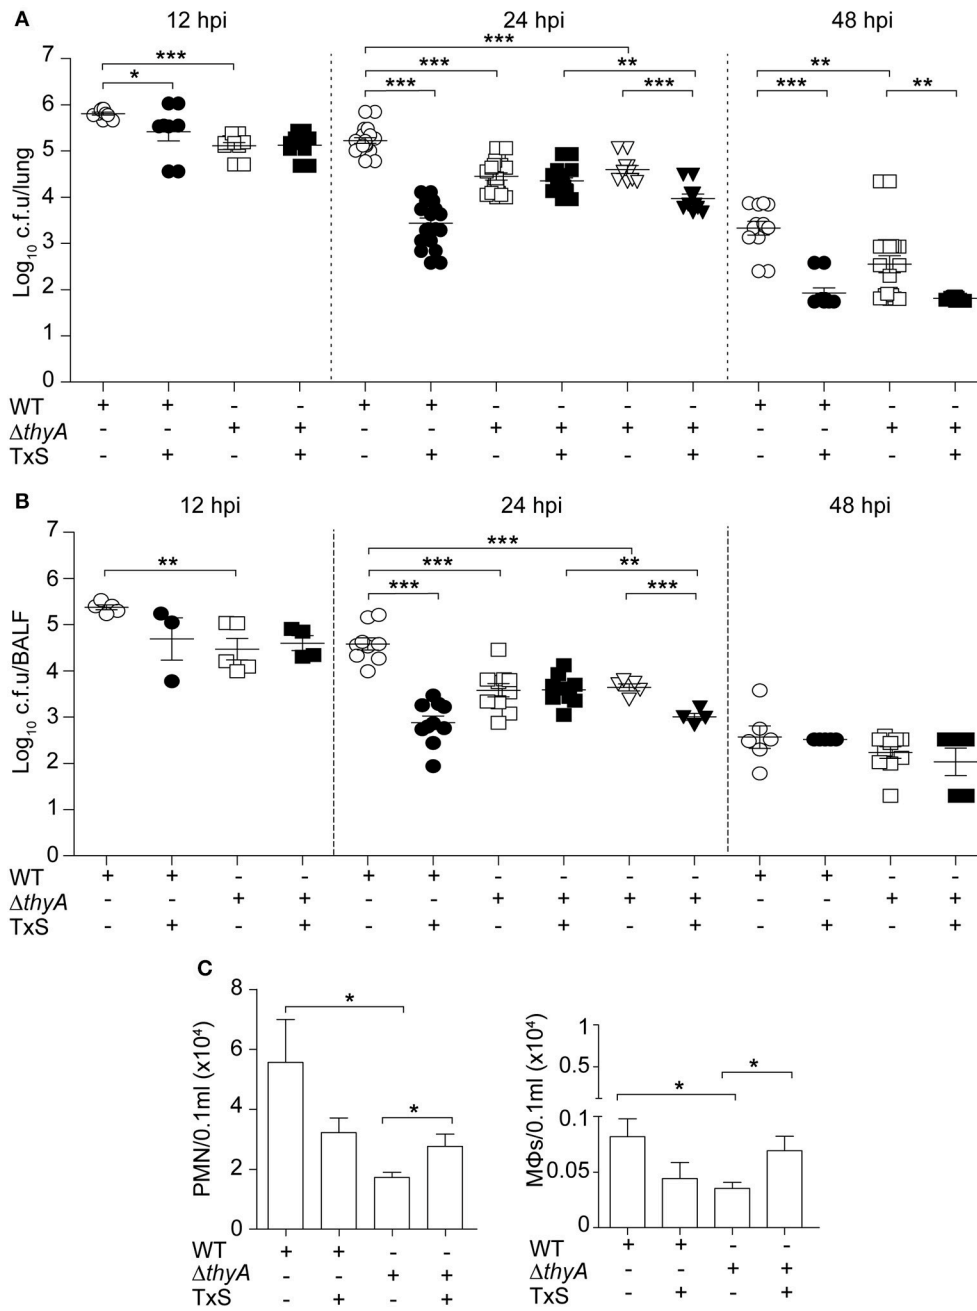 A 12 hpi 24 hpi 48 hpi
*** ** ***
*** *** ** ** **
* *** *** *** ***
7
6
5
4
3
2
1
0
Log10 c.f.u/lung
WT + + - - + + - - - - + + - -
ΔthyA - - + + - - + + + + - - + +
TxS - + - + - + - + - + - + - +
B 12 hpi 24 hpi 48 hpi
***
** *** **
*** ***
7
6
5
4
3
2
1
0
Log10 c.f.u/BALF
WT + + - - + + - - - - + + - -
ΔthyA - - + + - - + + + + - - + +
TxS - + - + - + - + - + - + - +
C
* *
8
6
4
2
0
PMN/0.1ml (x10⁴)
WT + + - -
ΔthyA - - + +
TxS - + - +
* *
1
0.5
0.1
0.05
0
MΦs/0.1ml (x10⁴)
WT + + - -
ΔthyA - - + +
TxS - + - +